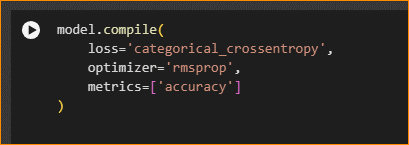 model.compile(
    loss='categorical_crossentropy',
    optimizer='rmsprop',
    metrics=['accuracy']
)